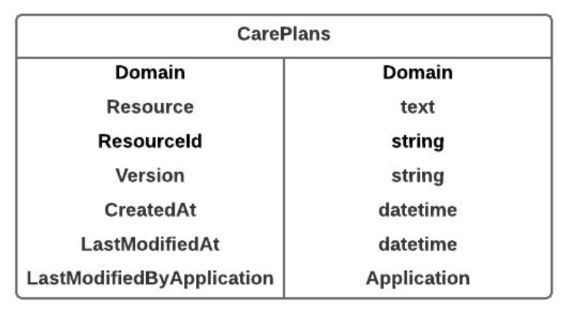 CarePlans
Domain Domain
Resource text
ResourceId string
Version string
CreatedAt datetime
LastModifiedAt datetime
LastModifiedByApplication Application